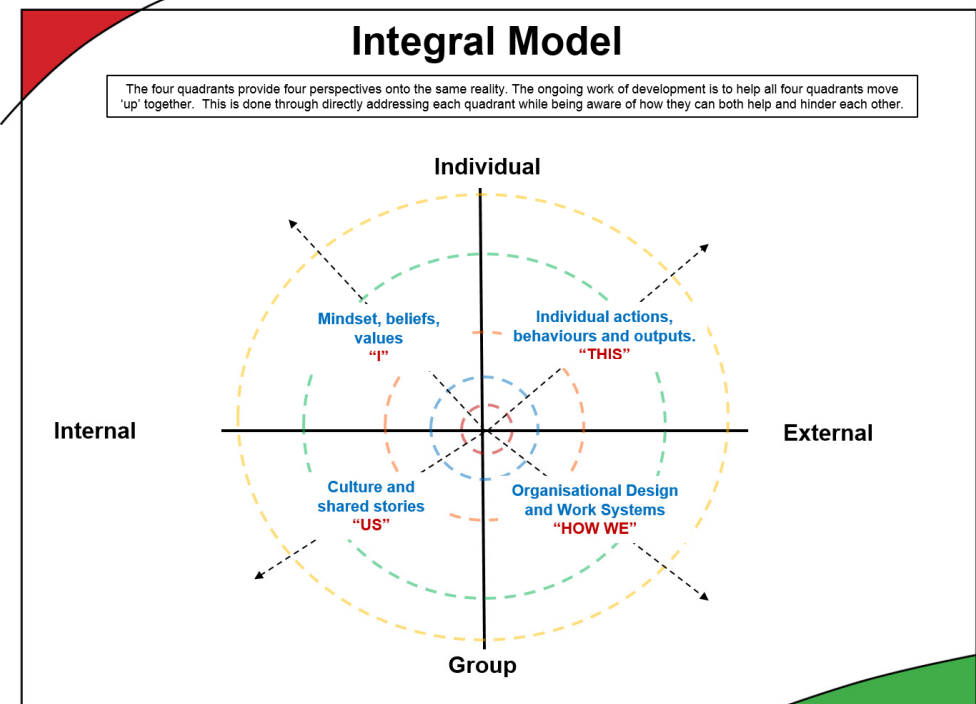 Integral Model
The four quadrants provide four perspectives onto the same reality. The ongoing work of development is to help all four quadrants move
‘up’ together.  This is done through directly addressing each quadrant while being aware of how they can both help and hinder each other.
Individual
Mindset, beliefs,
values
“I”
Individual actions,
behaviours and outputs.
“THIS”
Internal
External
Culture and
shared stories
“US”
Organisational Design
and Work Systems
“HOW WE”
Group